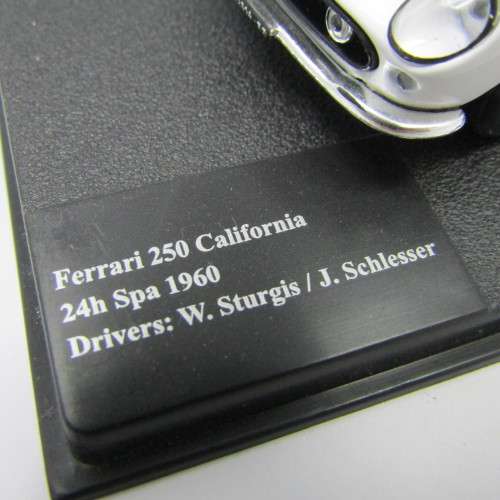 Ferrari 250 California
24h Spa 1960
Drivers: W. Sturgis / J. Schlesser